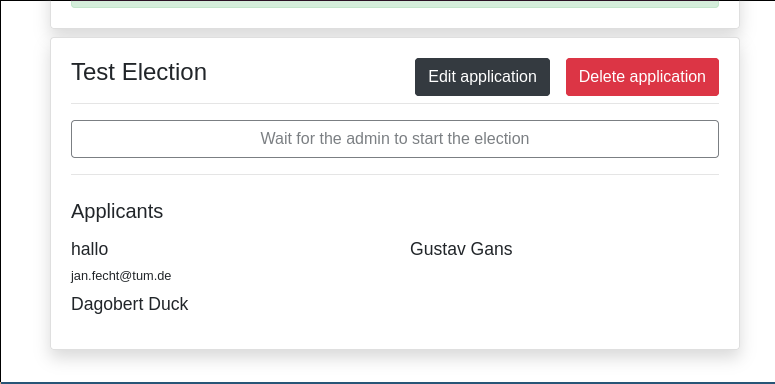 Test Election
Edit application
Delete application
Wait for the admin to start the election
Applicants
hallo
Gustav Gans
jan.fecht@tum.de
Dagobert Duck